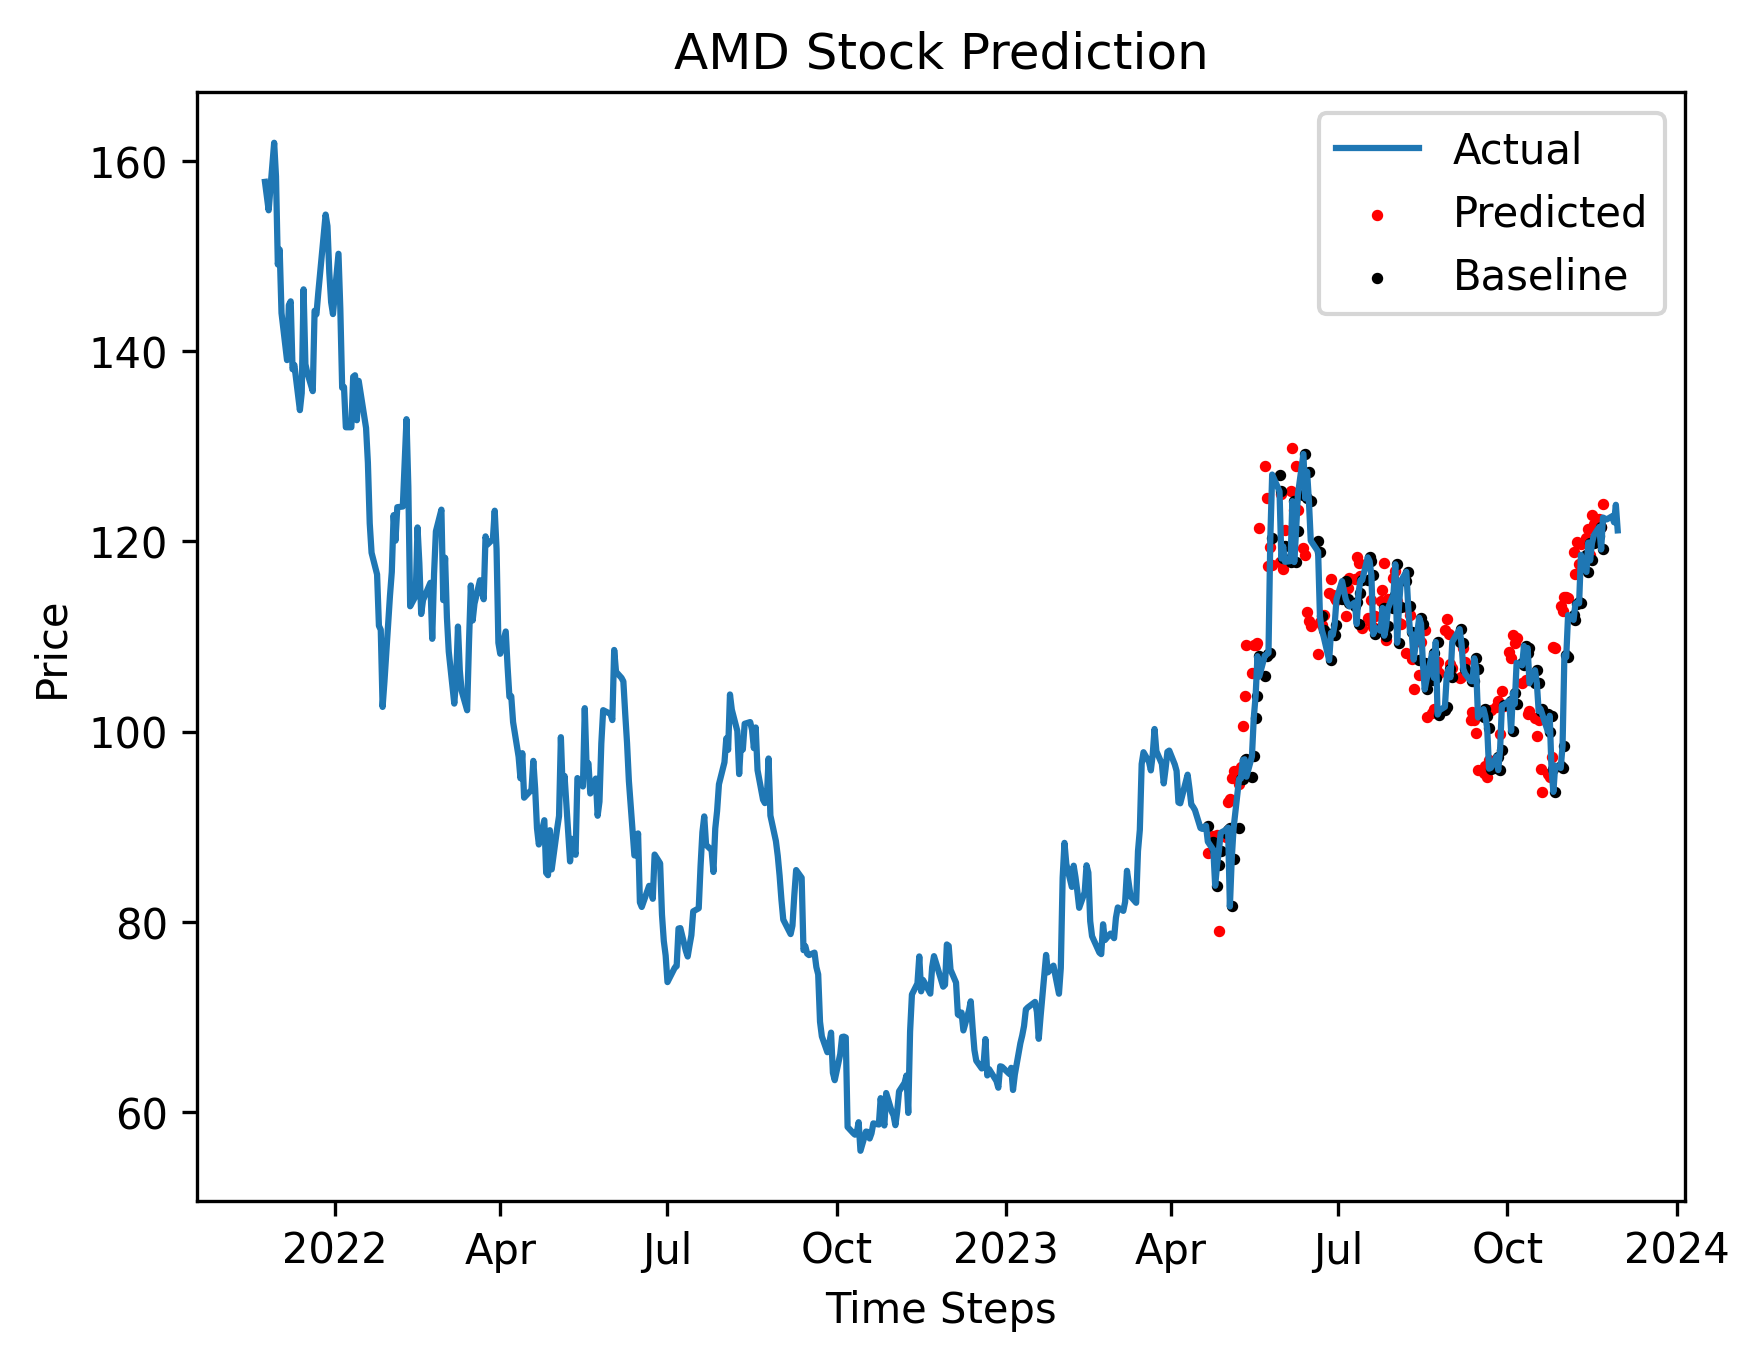 AMD Stock Prediction
Actual
Predicted
Baseline
160
140
120
100
80
60
Price
2022 Apr Jul Oct 2023 Apr Jul Oct 2024
Time Steps